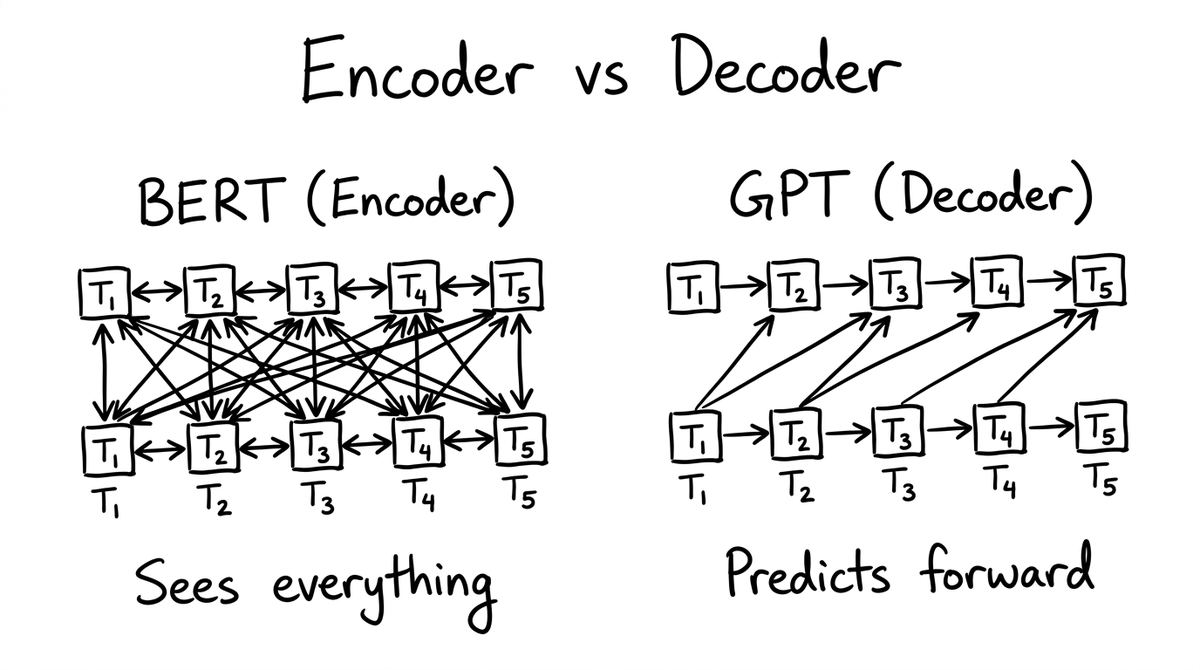 Encoder vs Decoder
BERT (Encoder)
T₁ T₂ T₃ T₄ T₅
T₁ T₂ T₃ T₄ T₅
T₁ T₂ T₃ T₄ T₅
Sees everything
GPT (Decoder)
T₁ T₂ T₃ T₄ T₅
T₁ T₂ T₃ T₄ T₅
T₁ T₂ T₃ T₄ T₅
Predicts forward